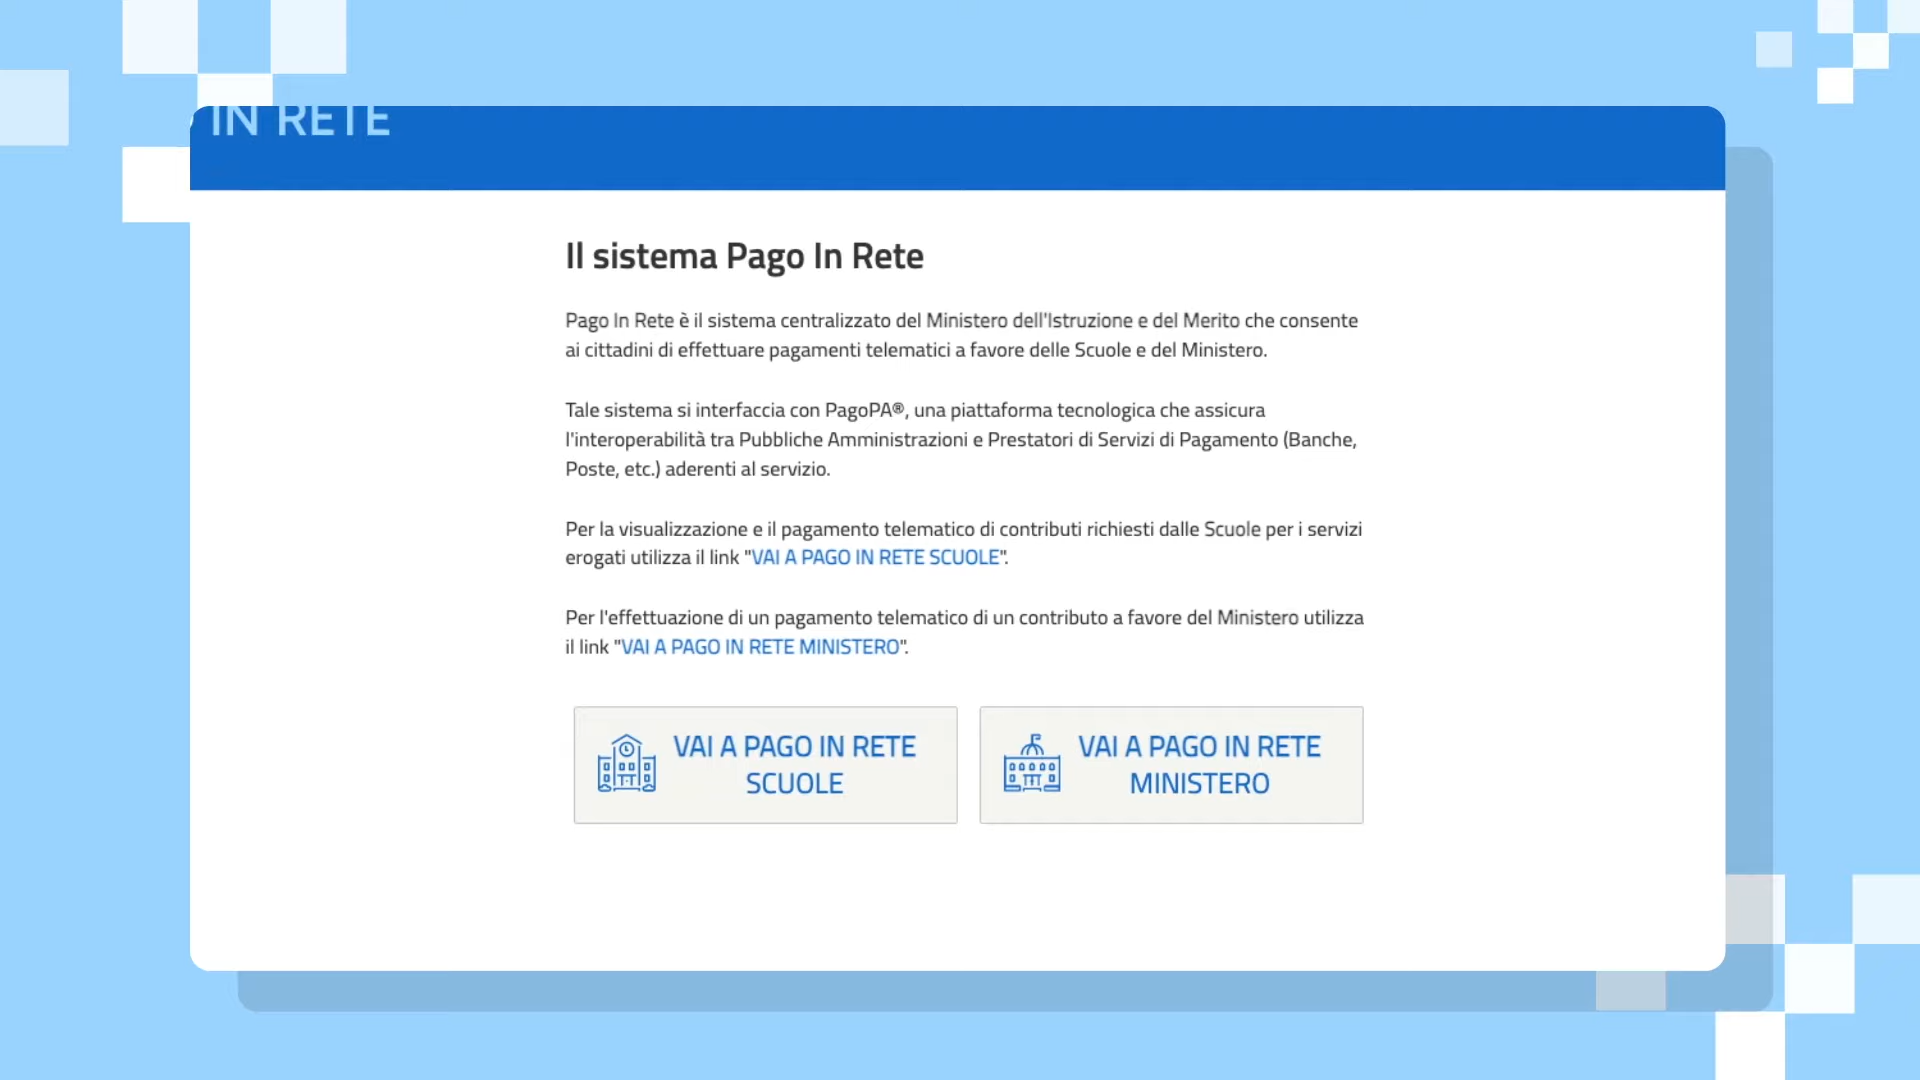 IN RETE
Il sistema Pago In Rete
Pago In Rete è il sistema centralizzato del Ministero dell'Istruzione e del Merito che consente
ai cittadini di effettuare pagamenti telematici a favore delle Scuole e del Ministero.
Tale sistema si interfaccia con PagoPA®, una piattaforma tecnologica che assicura
l'interoperabilità tra Pubbliche Amministrazioni e Prestatori di Servizi di Pagamento (Banche,
Poste, etc.) aderenti al servizio.
Per la visualizzazione e il pagamento telematico di contributi richiesti dalle Scuole per i servizi
erogati utilizza il link "VAI A PAGO IN RETE SCUOLE".
Per l'effettuazione di un pagamento telematico di un contributo a favore del Ministero utilizza
il link "VAI A PAGO IN RETE MINISTERO".
VAI A PAGO IN RETE
SCUOLE
VAI A PAGO IN RETE
MINISTERO